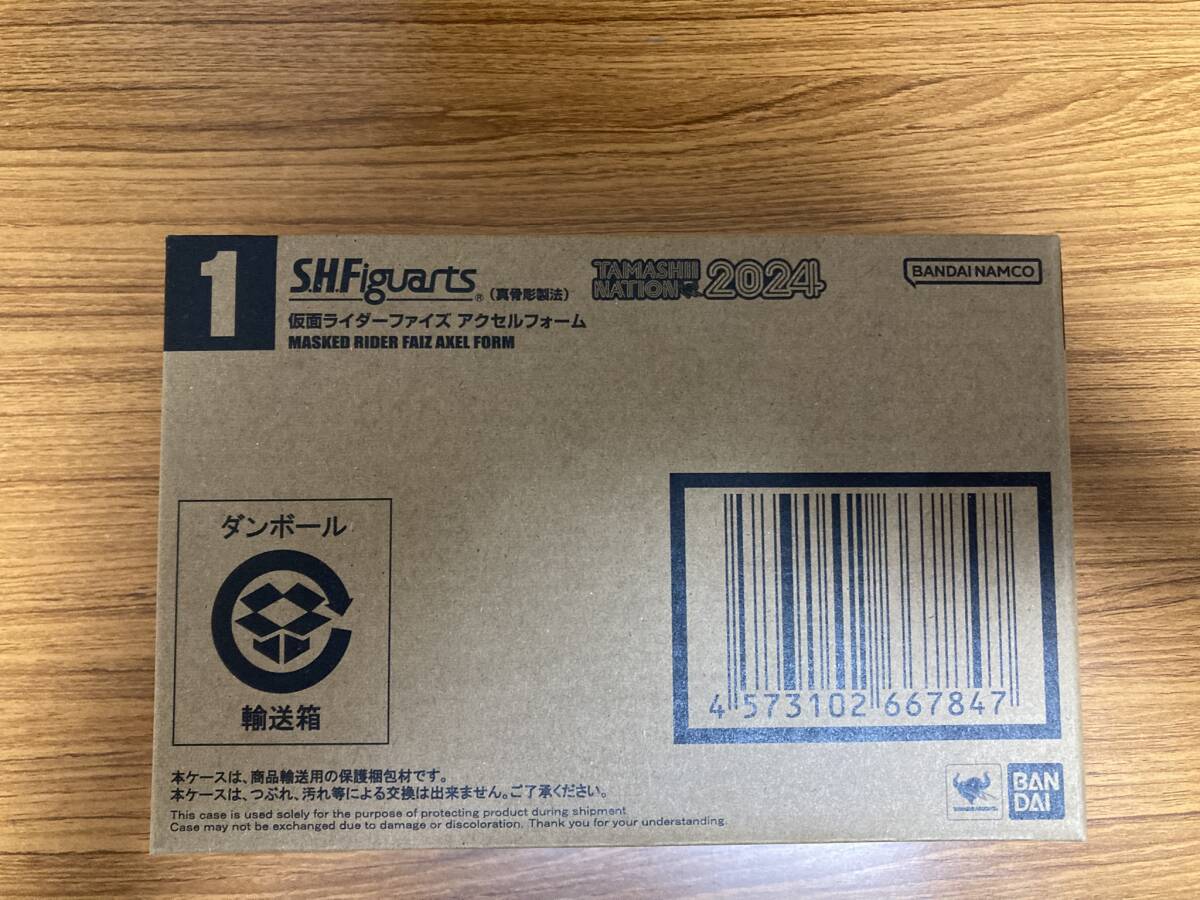 1
S.H.Figuarts® (真骨彫製法)
TAMASHII NATION 2024
BANDAI NAMCO
仮面ライダーファイズ アクセルフォーム
MASKED RIDER FAIZ AXEL FORM
ダンボール
輸送箱
4 573102 667847
本ケースは、商品輸送用の保護梱包材です。
本ケースは、つぶれ、汚れ等による交換は出来ません。ご了承ください。
This case is used solely for the purpose of protecting product during shipment.
Case may not be exchanged due to damage or discoloration. Thank you for your understanding.
BAN
DAI